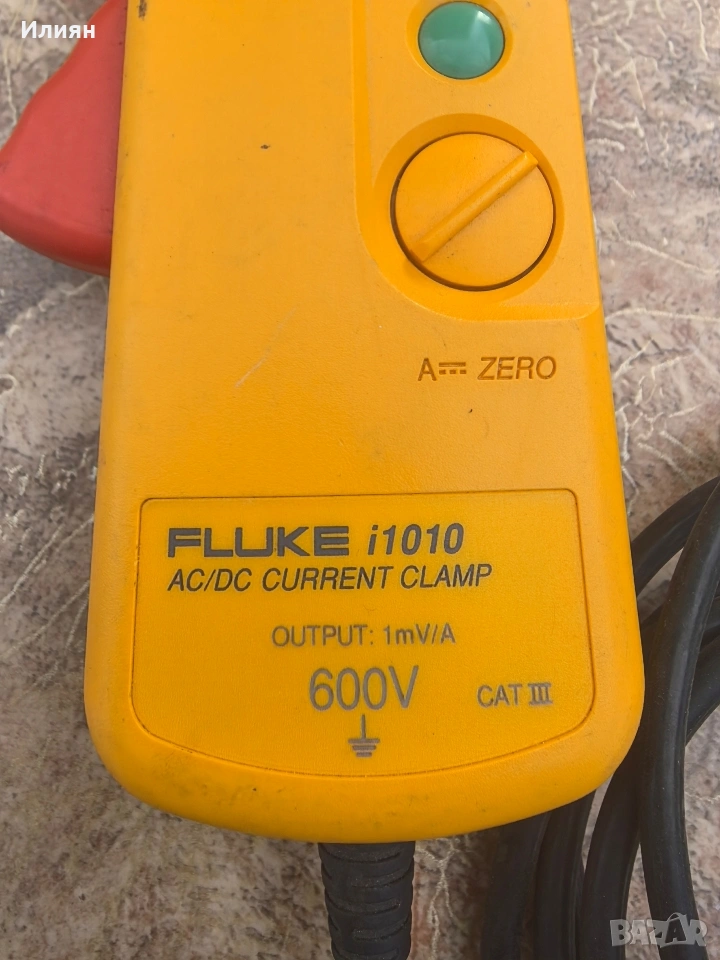 Илиян
A⎓ ZERO
FLUKE i1010
AC/DC CURRENT CLAMP
OUTPUT: 1mV/A
600V
CAT III
BAZAR